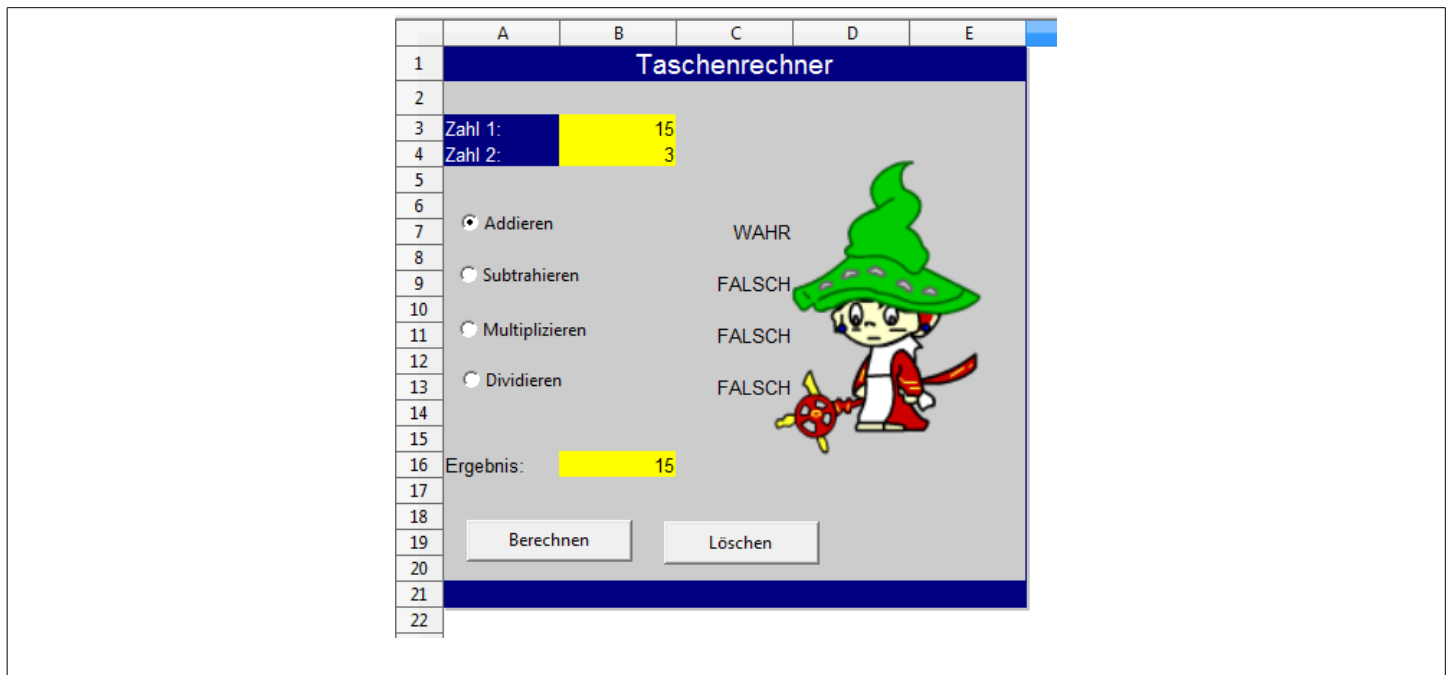 A B C D E
1 Taschenrechner
2
3 Zahl 1: 15
4 Zahl 2: 3
5
6
Addieren
7 WAHR
8
Subtrahieren
9 FALSCH
10
11 Multiplizieren FALSCH
12
13 Dividieren FALSCH
14
15
16 Ergebnis: 15
17
18
19 Berechnen Löschen
20
21
22